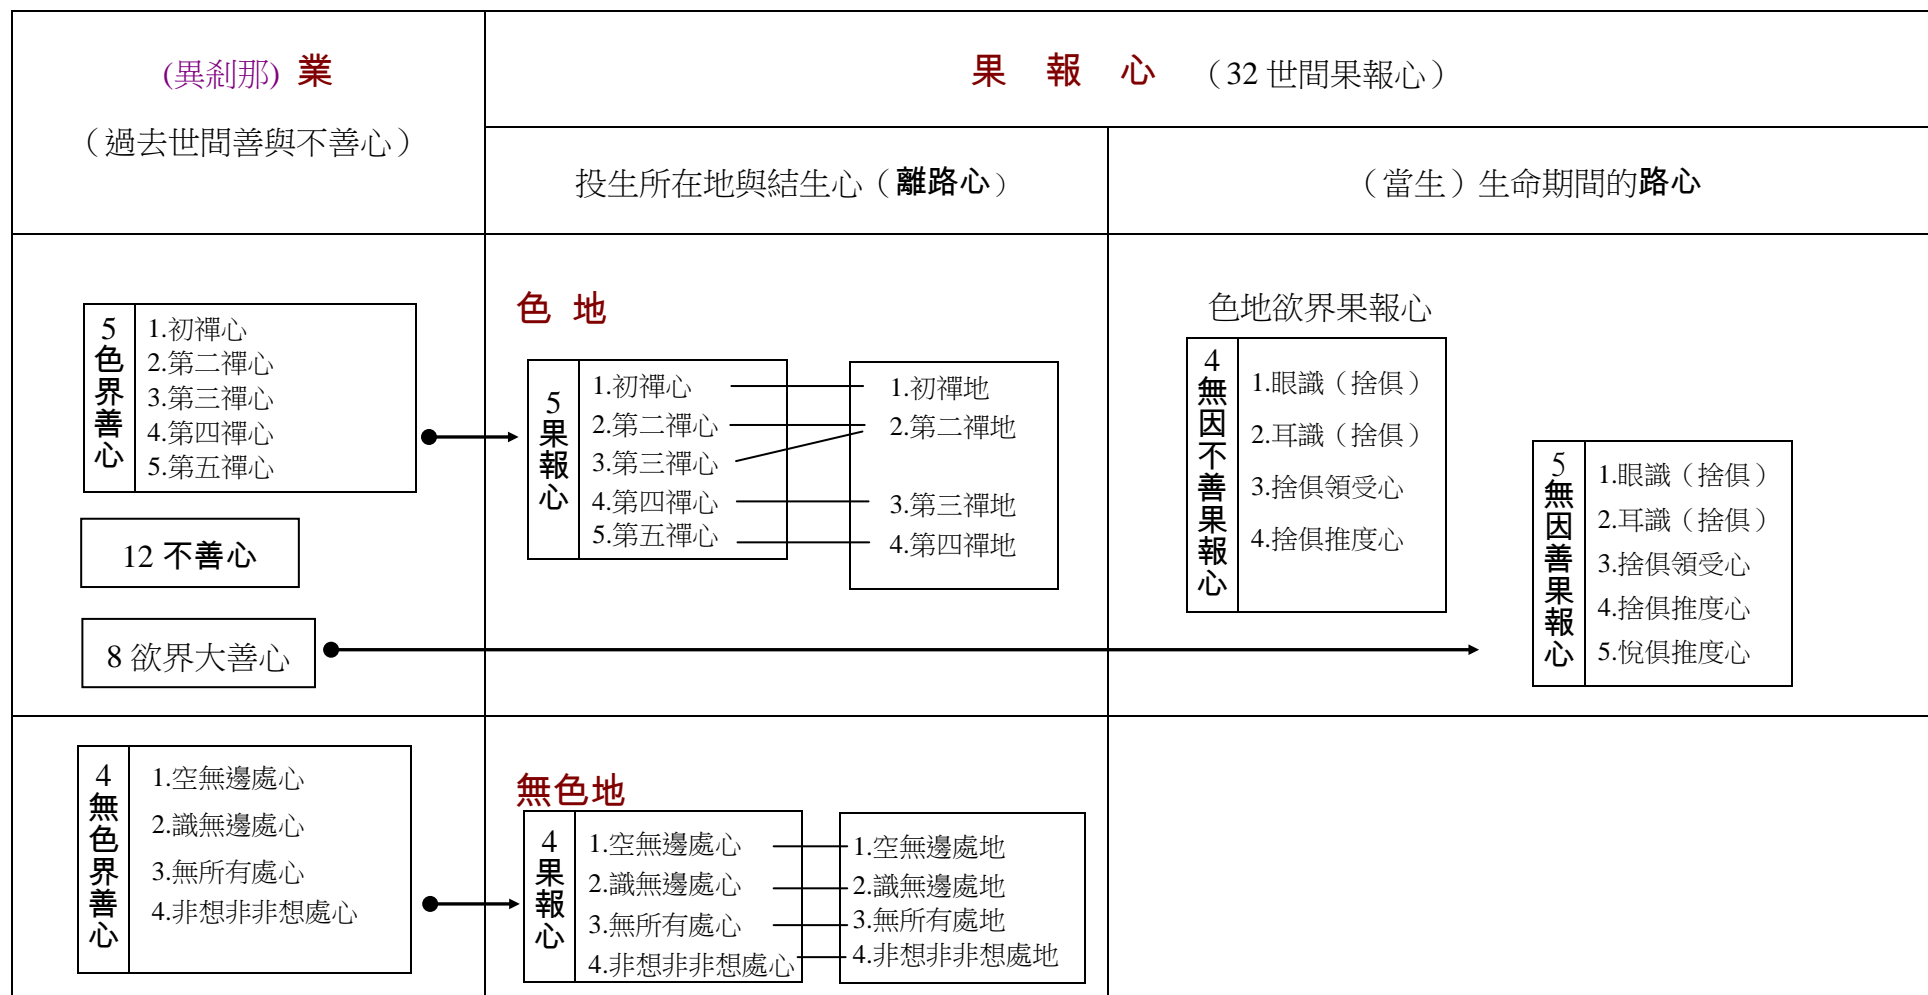 (異剎那) 業
（過去世間善與不善心）
果 報 心 （32 世間果報心）
投生所在地與結生心（離路心）
（當生）生命期間的路心
5色界善心
1.初禪心
2.第二禪心
3.第三禪心
4.第四禪心
5.第五禪心
12 不善心
8 欲界大善心
色 地
5果報心
1.初禪心
2.第二禪心
3.第三禪心
4.第四禪心
5.第五禪心
1.初禪地
2.第二禪地
3.第三禪地
4.第四禪地
色地欲界果報心
4無因不善果報心
1.眼識（捨俱）
2.耳識（捨俱）
3.捨俱領受心
4.捨俱推度心
5無因善果報心
1.眼識（捨俱）
2.耳識（捨俱）
3.捨俱領受心
4.捨俱推度心
5.悅俱推度心
4無色界善心
1.空無邊處心
2.識無邊處心
3.無所有處心
4.非想非非想處心
無色地
4果報心
1.空無邊處心
2.識無邊處心
3.無所有處心
4.非想非非想處心
1.空無邊處地
2.識無邊處地
3.無所有處地
4.非想非非想處地